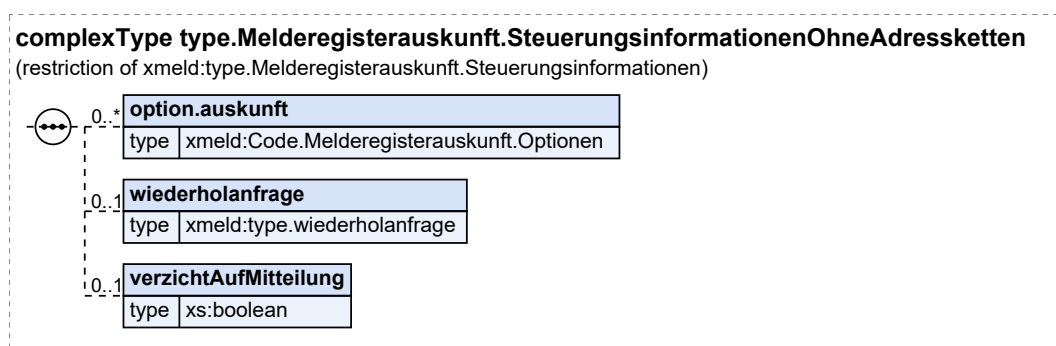 complexType type.Melderegisterauskunft.SteuerungsinformationenOhneAdressketten
(restriction of xmeld:type.Melderegisterauskunft.Steuerungsinformationen)
0..* option.auskunft
type xmeld:Code.Melderegisterauskunft.Optionen
0..1 wiederholanfrage
type xmeld:type.wiederholanfrage
0..1 verzichtAufMitteilung
type xs:boolean